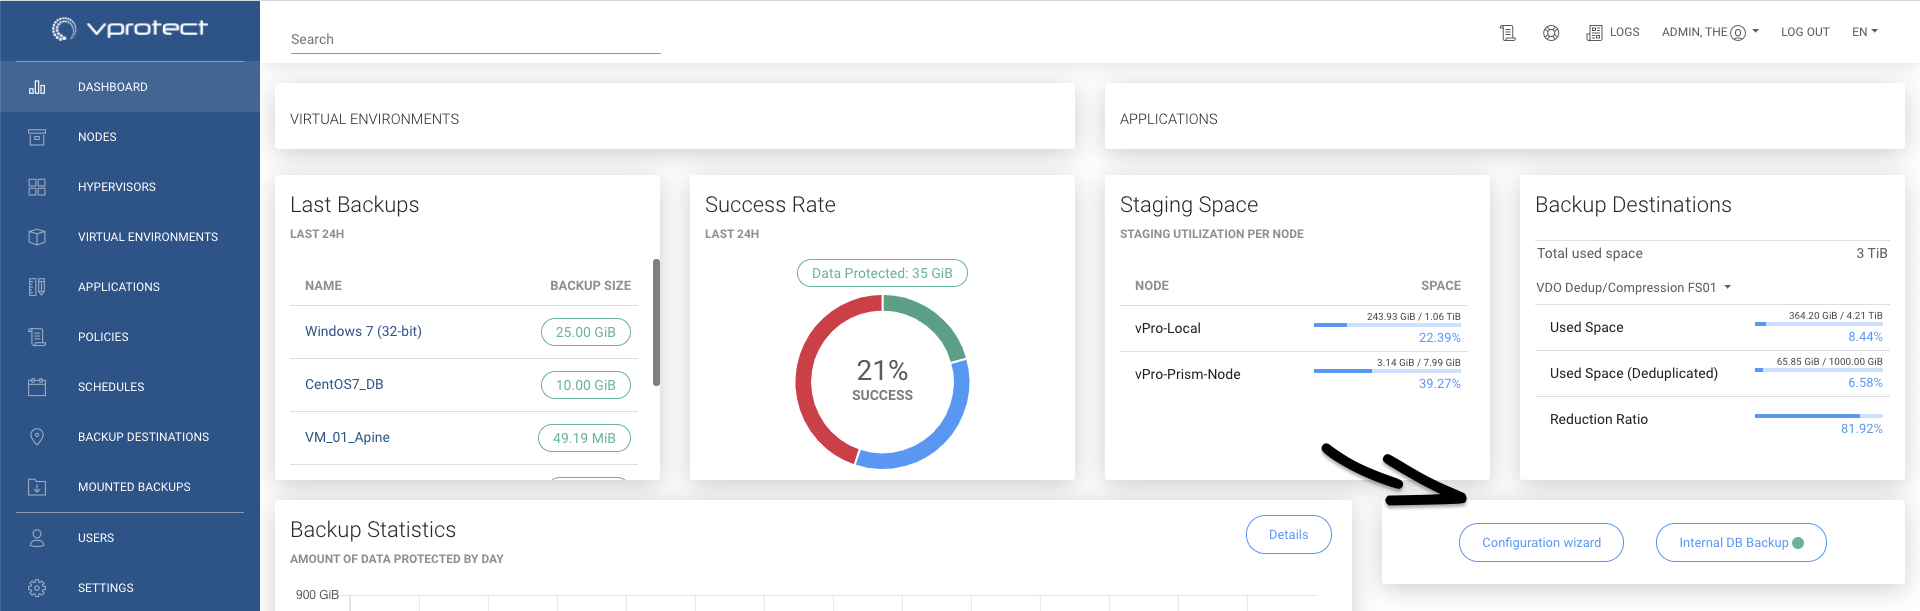 vprotect
Search
LOGS
ADMIN, THE
LOG OUT
EN
DASHBOARD
NODES
HYPERVISORS
VIRTUAL ENVIRONMENTS
APPLICATIONS
POLICIES
SCHEDULES
BACKUP DESTINATIONS
MOUNTED BACKUPS
USERS
SETTINGS
VIRTUAL ENVIRONMENTS
APPLICATIONS
Last Backups
LAST 24H
NAME BACKUP SIZE
Windows 7 (32-bit) 25.00 GiB
CentOS7_DB 10.00 GiB
VM_01_Apine 49.19 MiB
Success Rate
LAST 24H
Data Protected: 35 GiB
21%
SUCCESS
Staging Space
STAGING UTILIZATION PER NODE
NODE SPACE
243.93 GiB / 1.06 TiB
vPro-Local
22.39%
3.14 GiB / 7.99 GiB
vPro-Prism-Node
39.27%
Backup Destinations
Total used space 3 TiB
VDO Dedup/Compression FS01
364.20 GiB / 4.21 TiB
Used Space
8.44%
65.85 GiB / 1000.00 GiB
Used Space (Deduplicated)
6.58%
Reduction Ratio
81.92%
Backup Statistics
Details
AMOUNT OF DATA PROTECTED BY DAY
900 GiB
Configuration wizard
Internal DB Backup